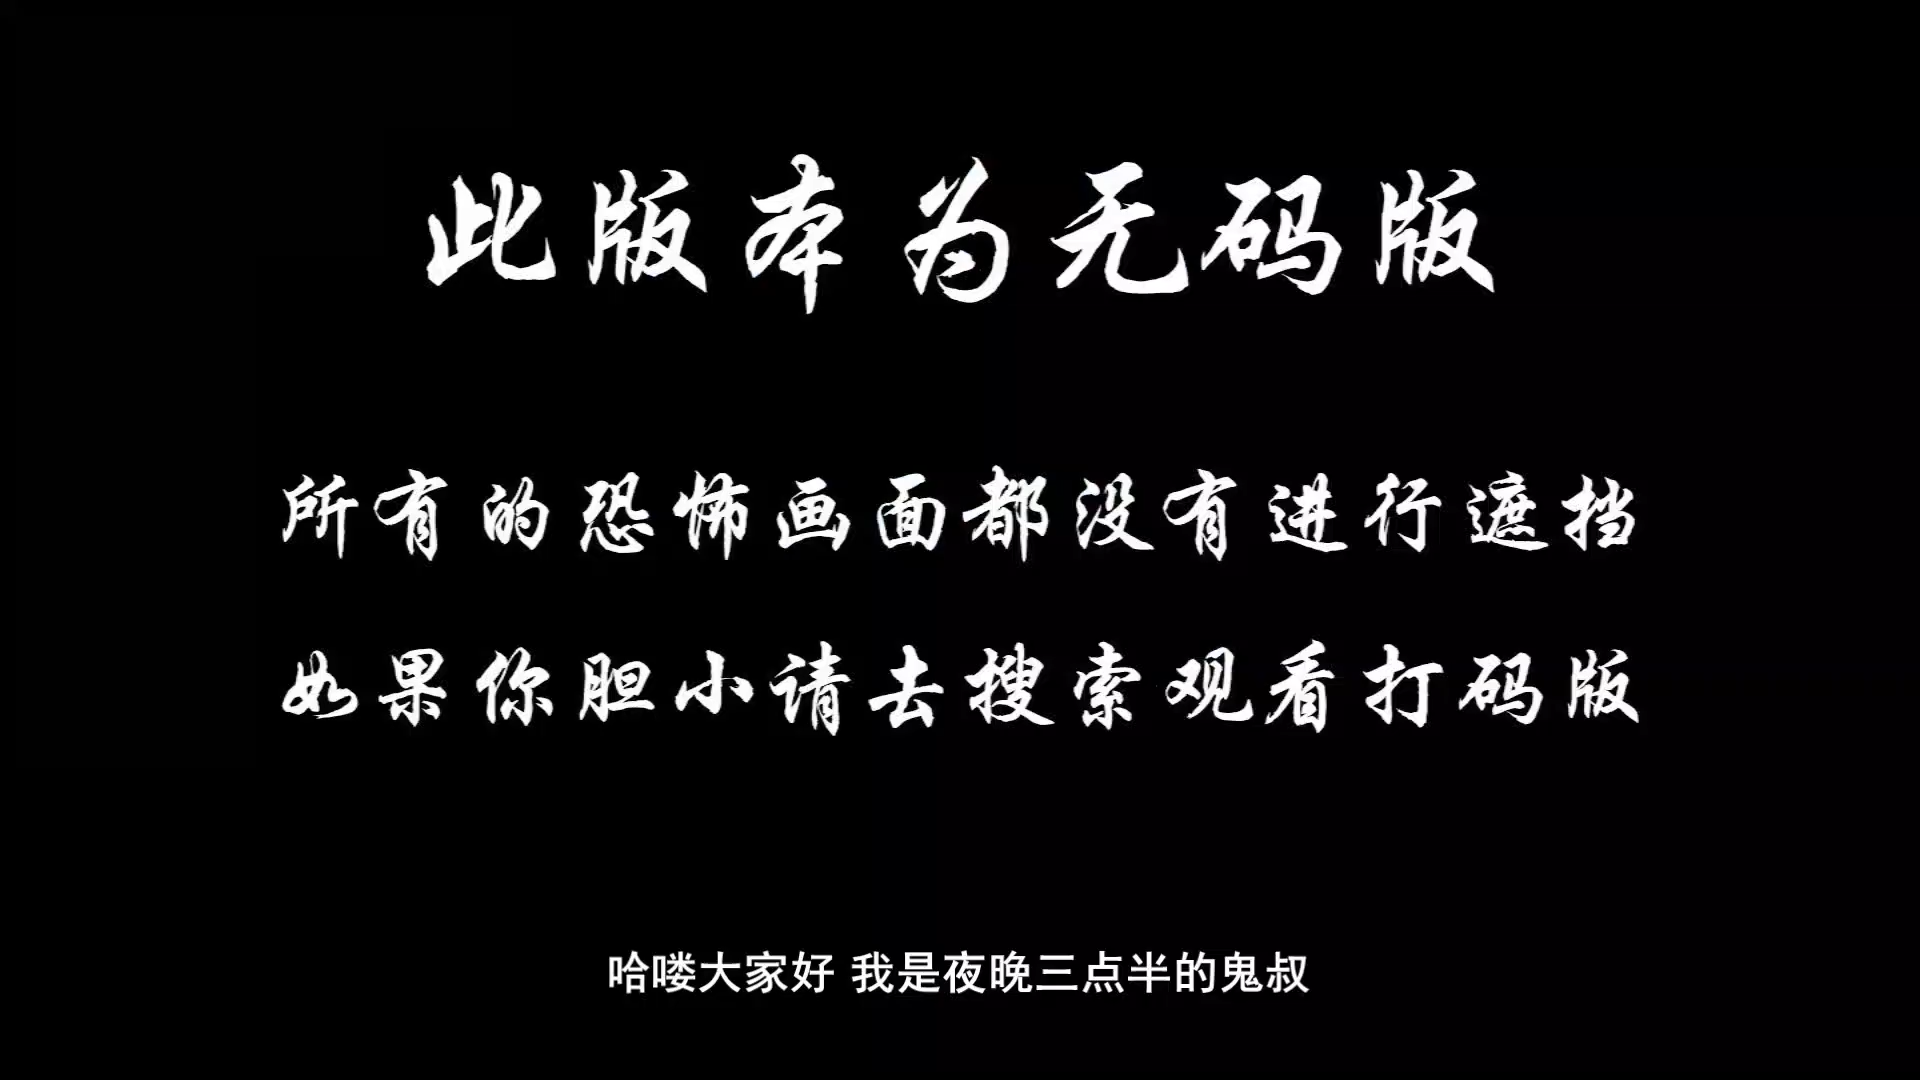 此版本为无码版
所有的恐怖画面都没有进行遮挡
如果你胆小请去搜索观看打码版
哈喽大家好 我是夜晚三点半的鬼叔